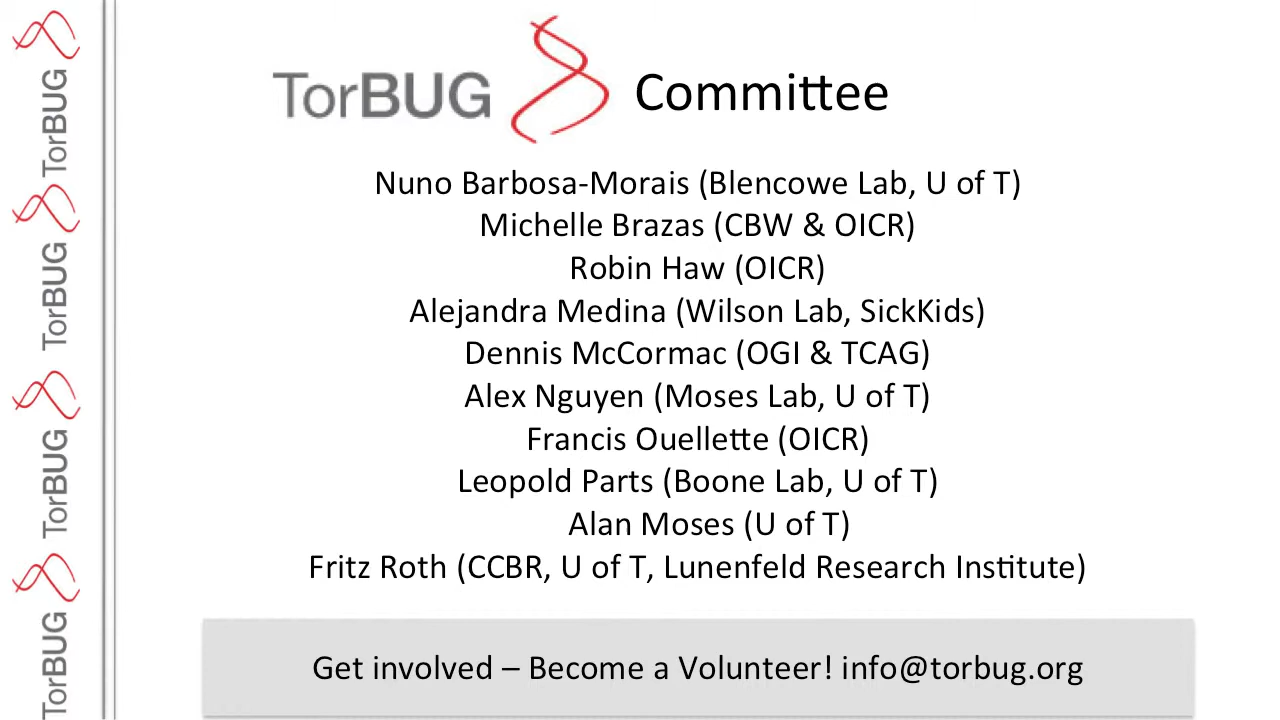 TorBUG Committee
Nuno Barbosa-Morais (Blencowe Lab, U of T)
Michelle Brazas (CBW & OICR)
Robin Haw (OICR)
Alejandra Medina (Wilson Lab, SickKids)
Dennis McCormac (OGI & TCAG)
Alex Nguyen (Moses Lab, U of T)
Francis Ouellette (OICR)
Leopold Parts (Boone Lab, U of T)
Alan Moses (U of T)
Fritz Roth (CCBR, U of T, Lunenfeld Research Institute)
Get involved – Become a Volunteer! info@torbug.org
TorBUG
TorBUG
TorBUG
TorBUG